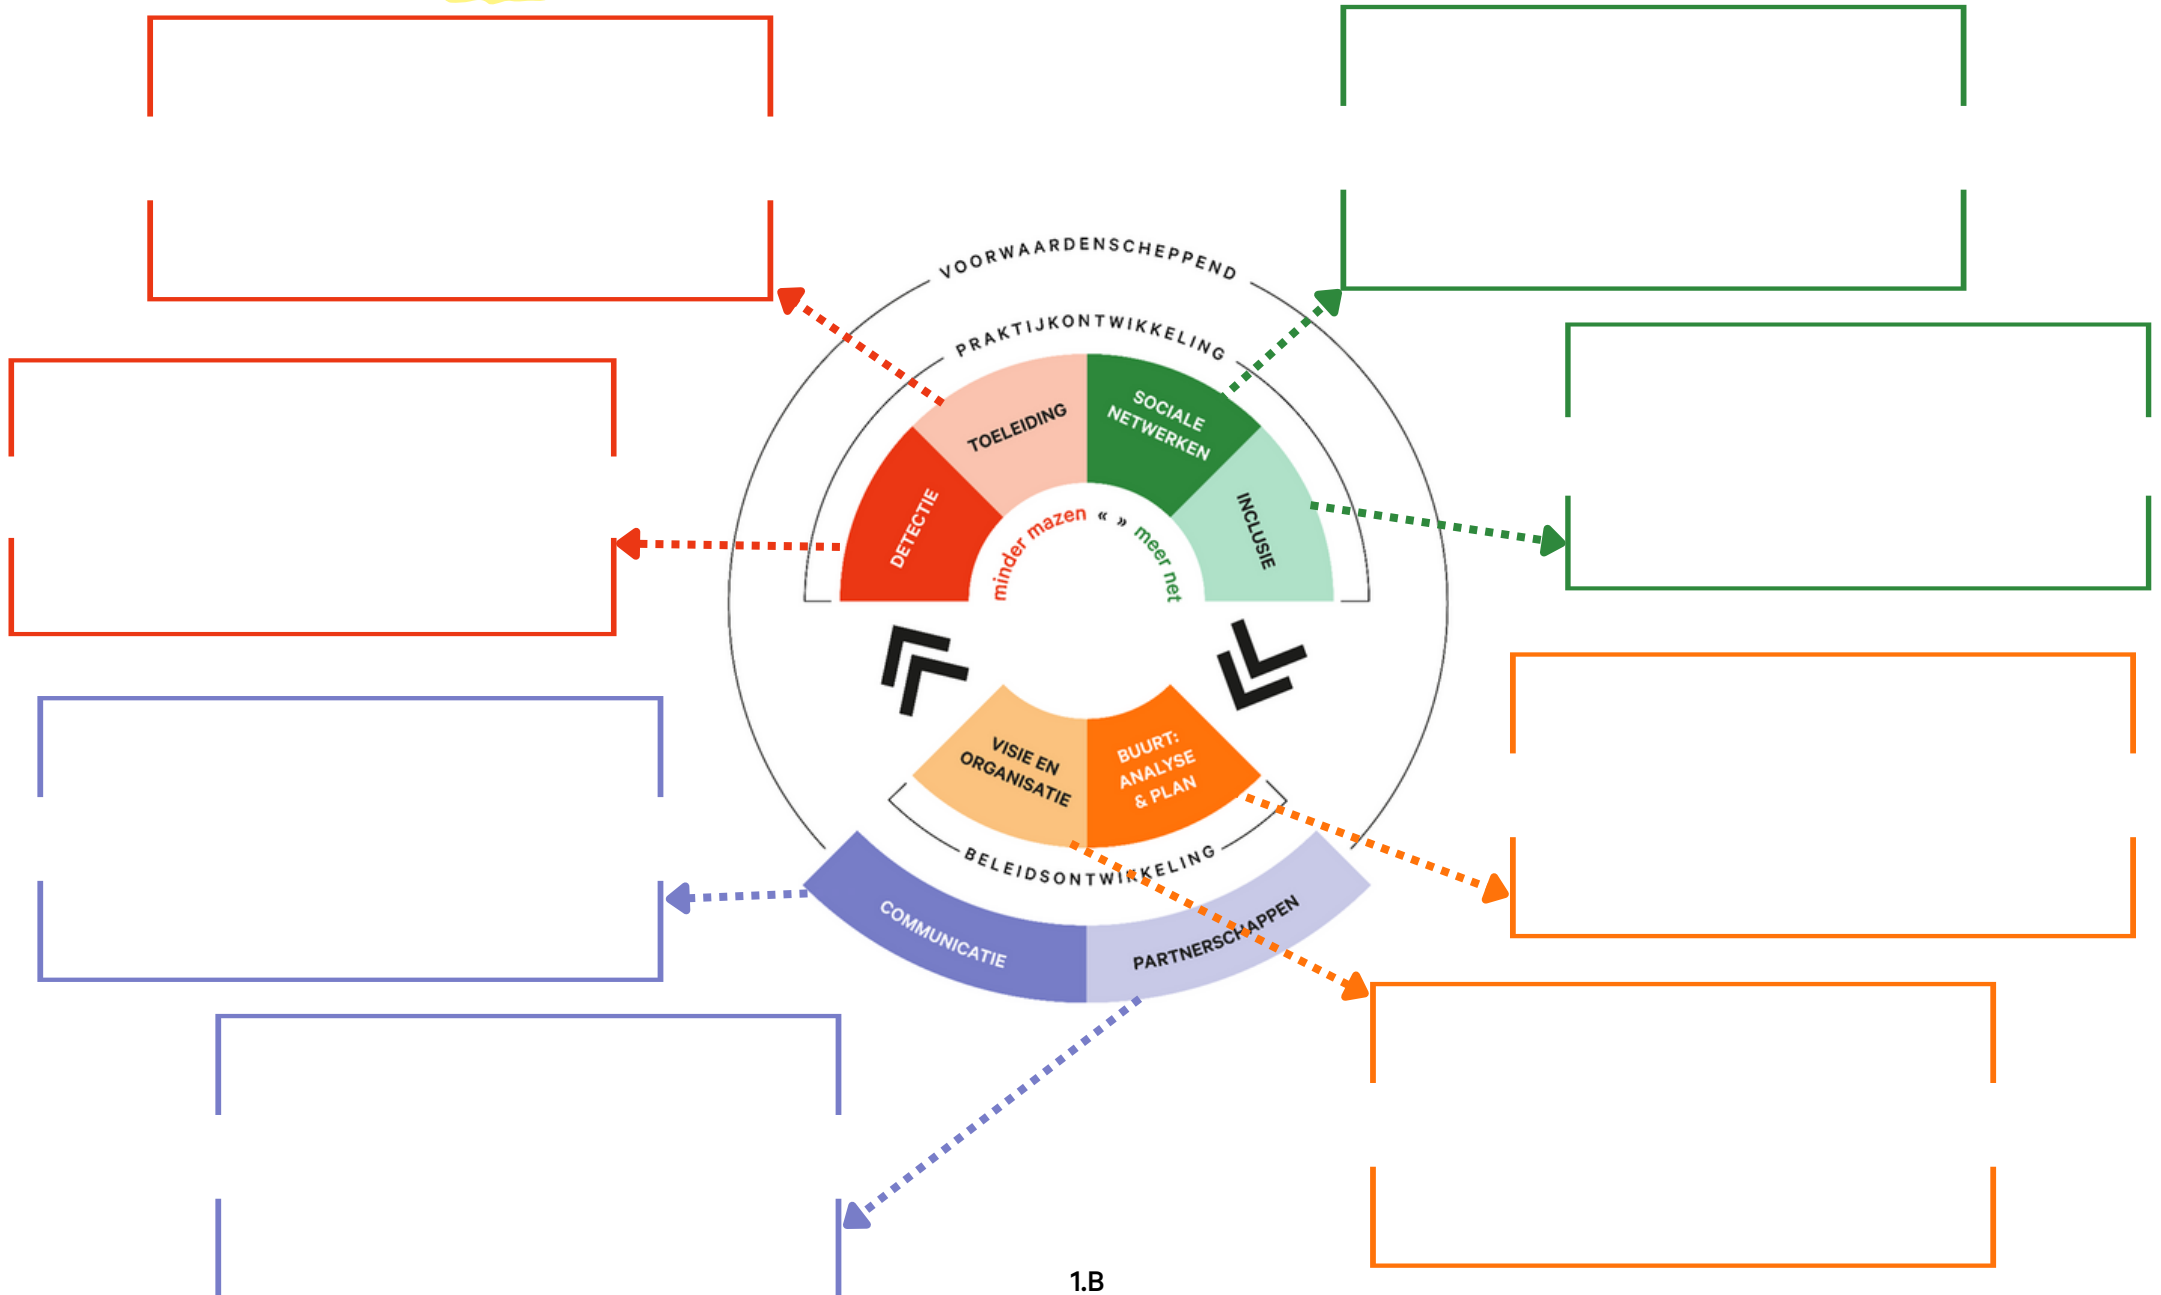 VOORWAARDENSCHEPPEND
PRAKTIJKONTWIKKELING
TOELEIDING
SOCIALE
NETWERKEN
DETECTIE
INCLUSIE
minder mazen « » meer net
VISIE EN
ORGANISATIE
BUURT:
ANALYSE
& PLAN
BELEIDSONTWIKKELING
COMMUNICATIE
PARTNERSCHAPPEN
1.B